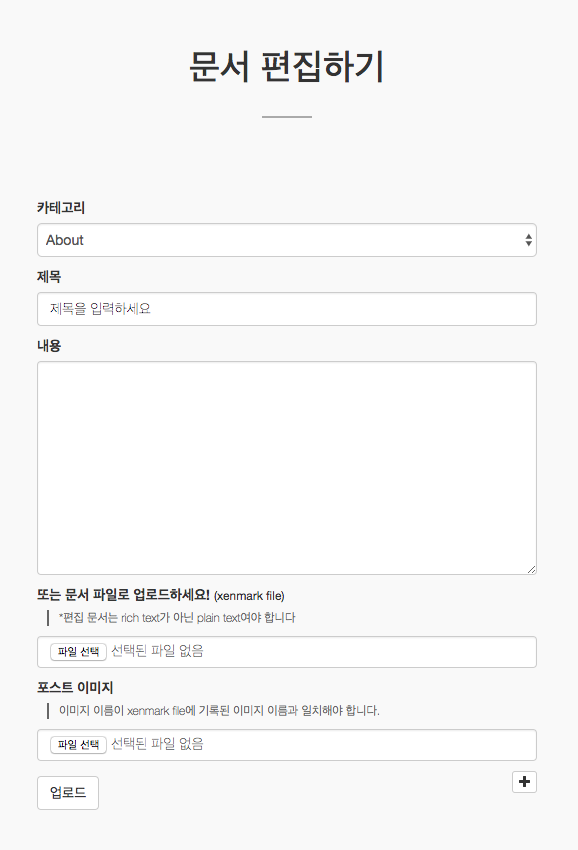 문서 편집하기
카테고리
About
제목
제목을 입력하세요
내용
또는 문서 파일로 업로드하세요! (xenmark file)
*편집 문서는 rich text가 아닌 plain text여야 합니다
파일 선택 선택된 파일 없음
포스트 이미지
이미지 이름이 xenmark file에 기록된 이미지 이름과 일치해야 합니다.
파일 선택 선택된 파일 없음
업로드